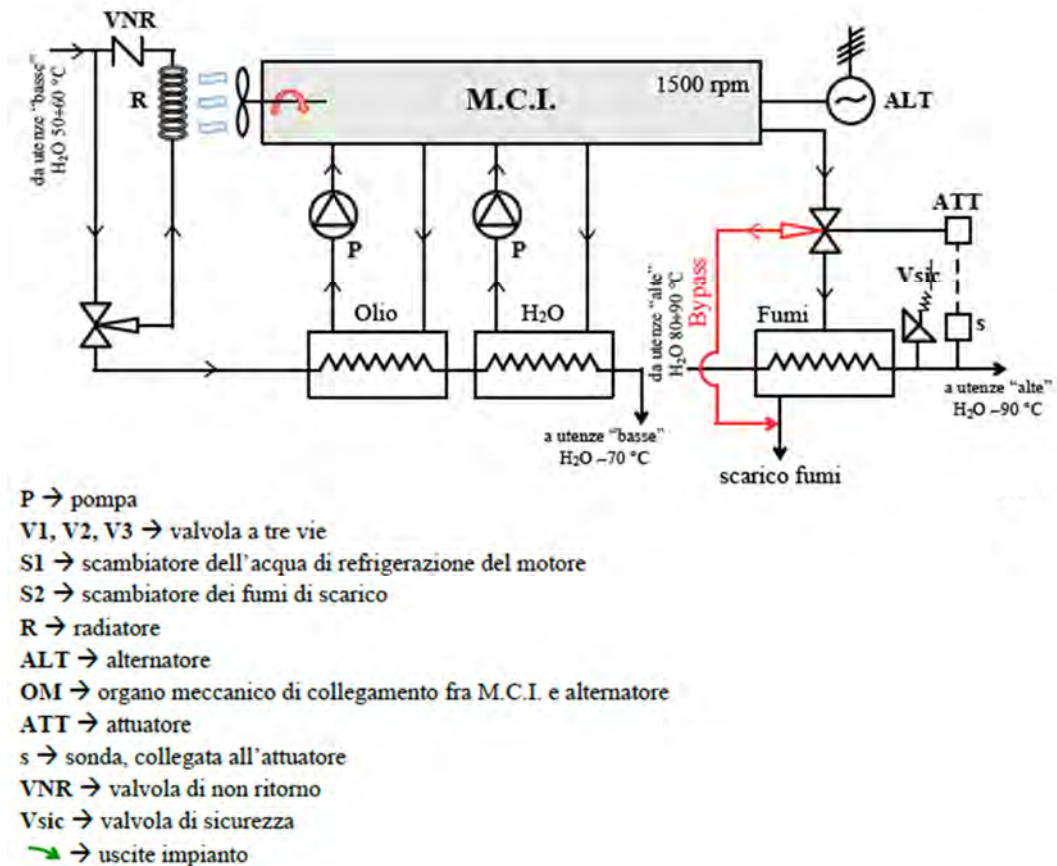 VNR
da utenze "basse"
H2O 50÷60 °C
R
M.C.I.
1500 rpm
ALT
P
P
ATT
Vsic
s
Bypass
da utenze "alte"
H2O 80÷90 °C
Olio
H2O
Fumi
a utenze "basse"
H2O ~70 °C
a utenze "alte"
H2O ~90 °C
scarico fumi
P → pompa
V1, V2, V3 → valvola a tre vie
S1 → scambiatore dell'acqua di refrigerazione del motore
S2 → scambiatore dei fumi di scarico
R → radiatore
ALT → alternatore
OM → organo meccanico di collegamento fra M.C.I. e alternatore
ATT → attuatore
s → sonda, collegata all'attuatore
VNR → valvola di non ritorno
Vsic → valvola di sicurezza
→ uscite impianto